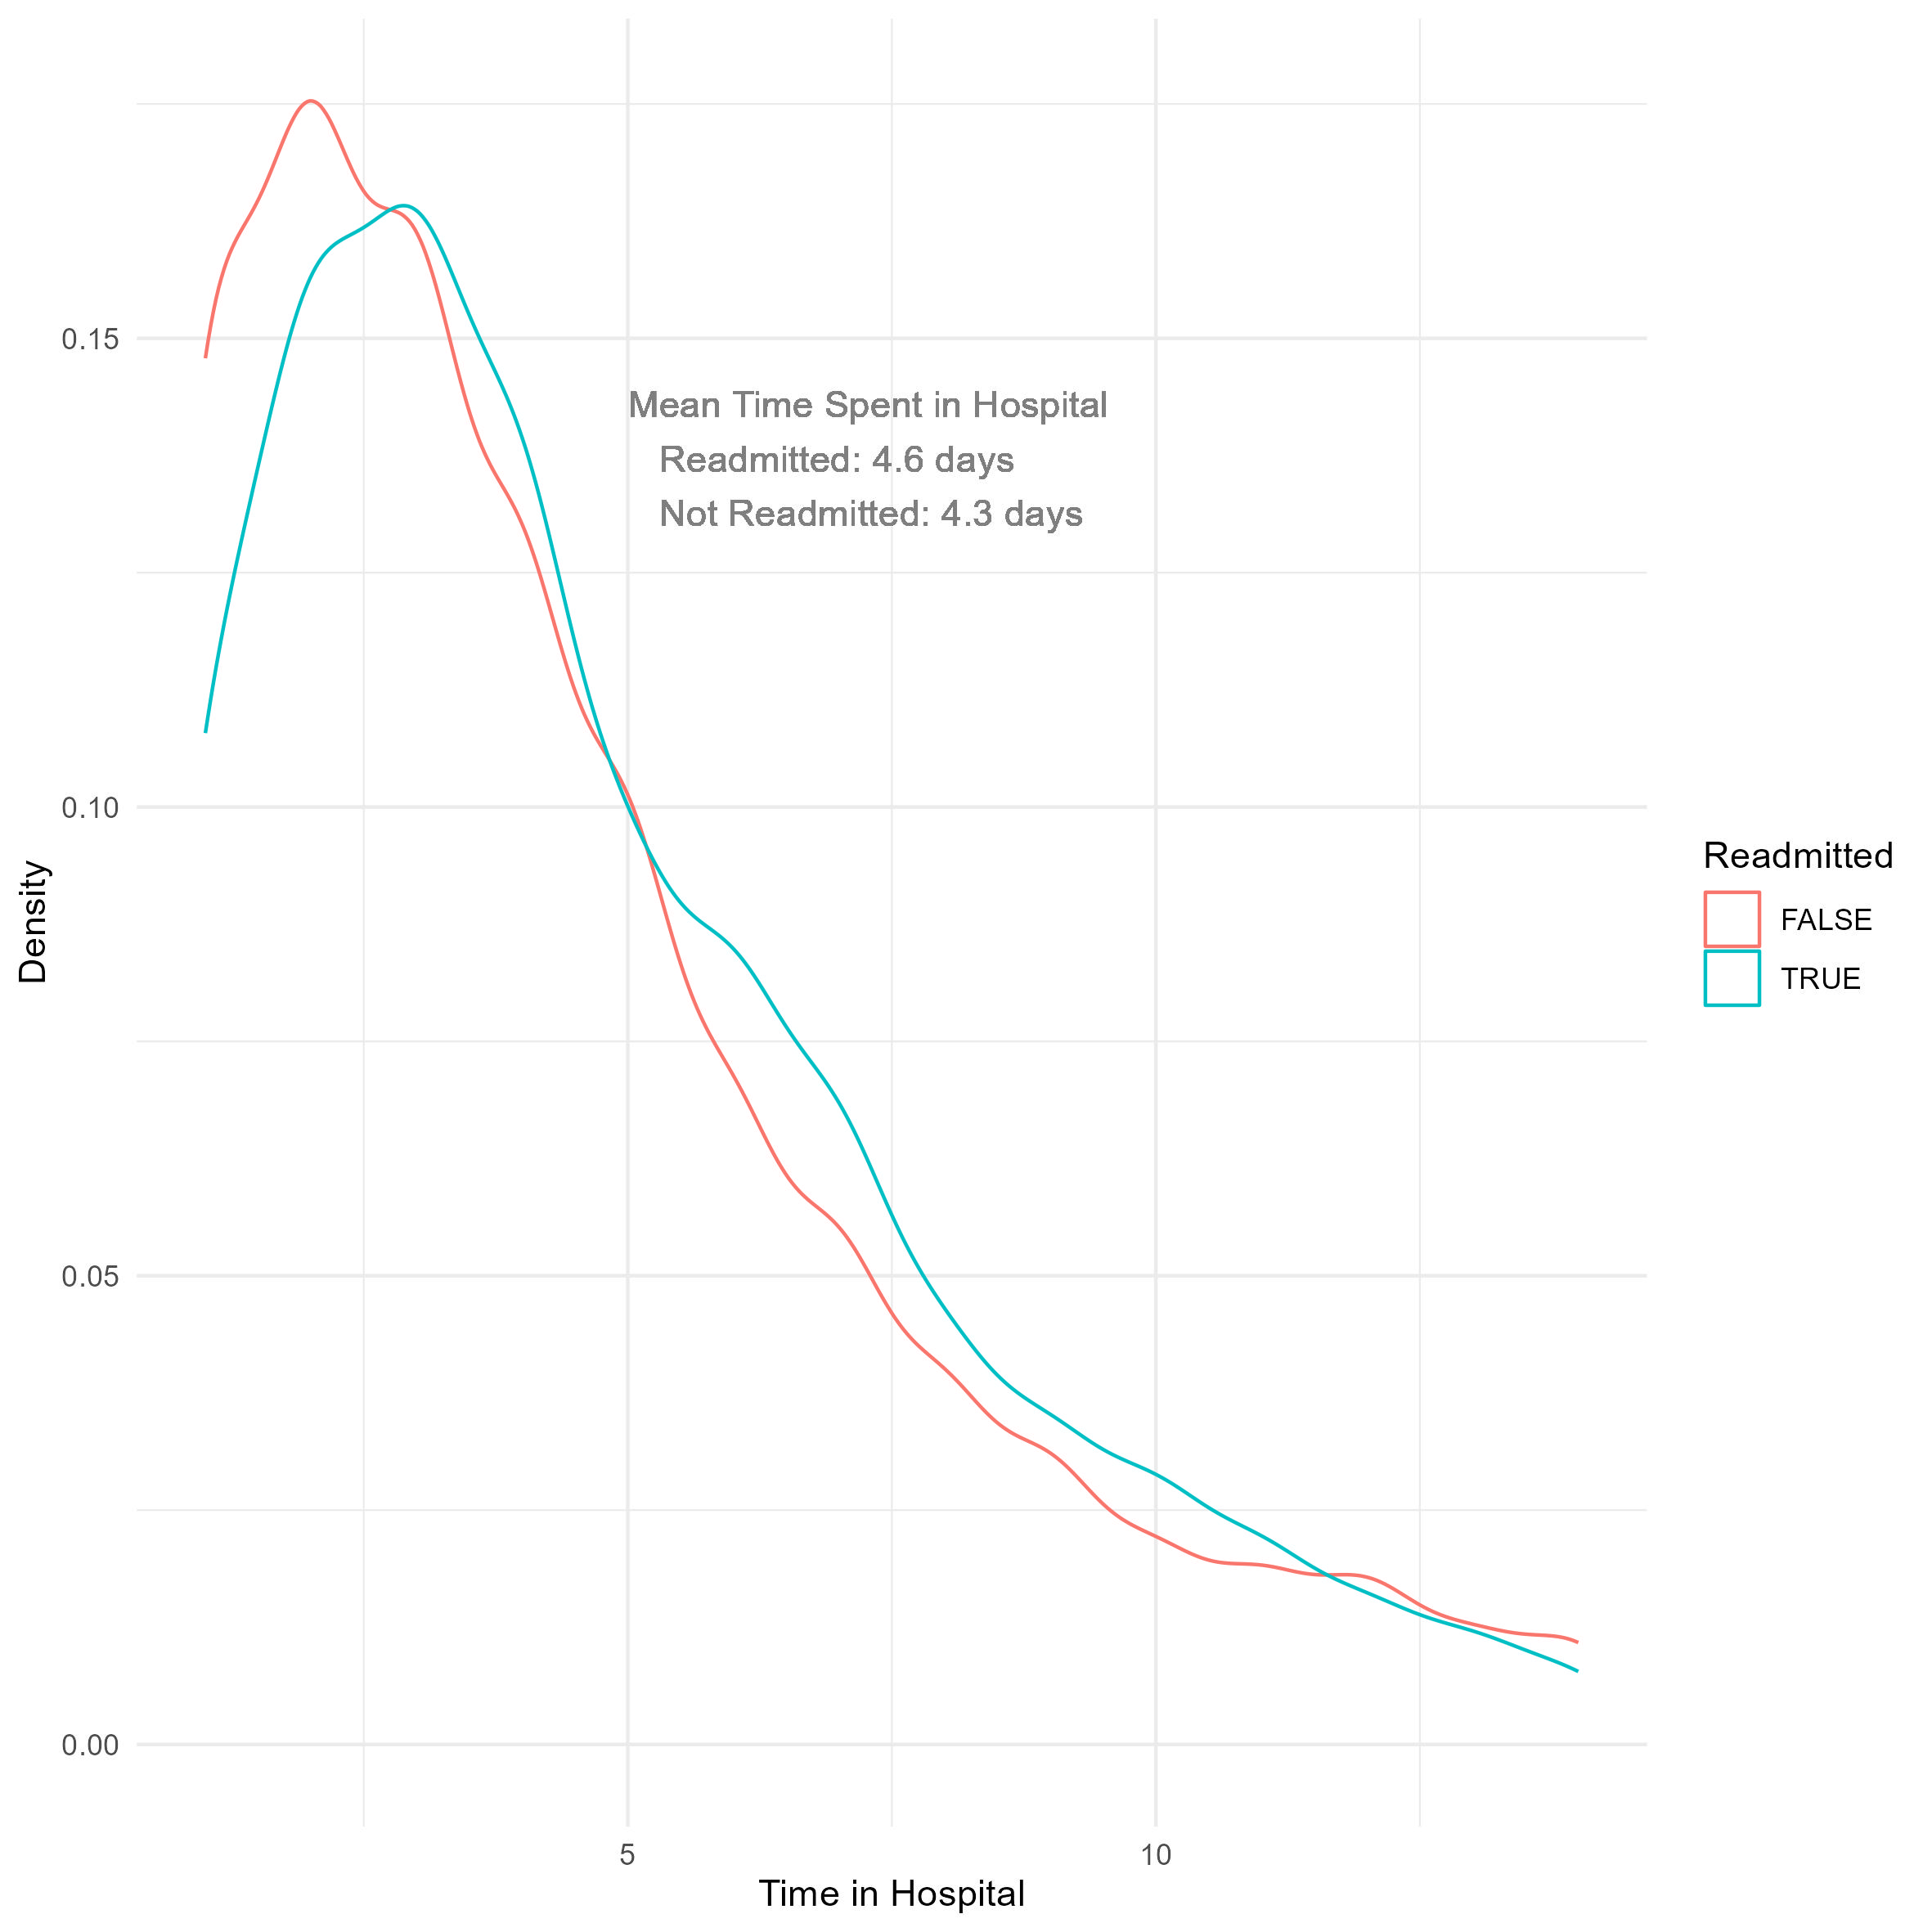 0.15
Mean Time Spent in Hospital
Readmitted: 4.6 days
Not Readmitted: 4.3 days
0.10
Density
0.05
0.00
5
10
Time in Hospital
Readmitted
FALSE
TRUE